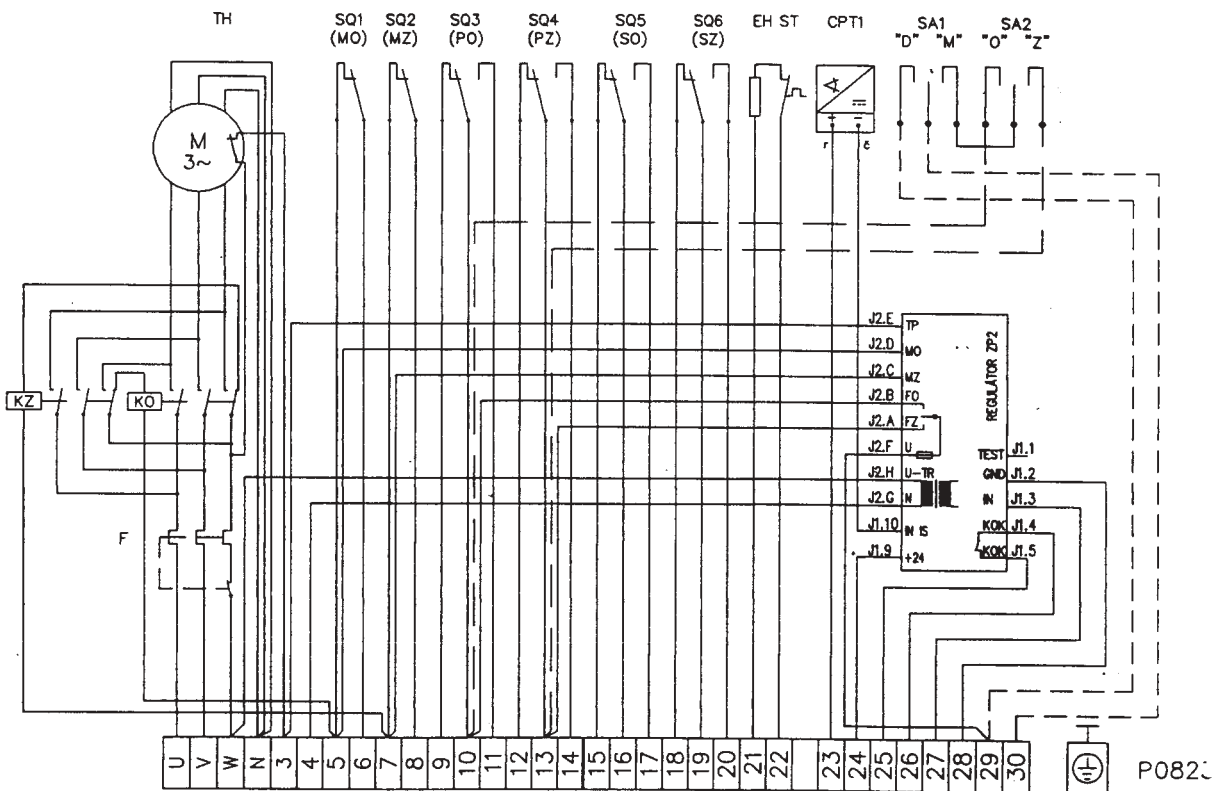 TH SQ1 SQ2 SQ3 SQ4 SQ5 SQ6 EH ST CPT1 SA1 SA2
(MO) (MZ) (PO) (PZ) (SO) (SZ) "D" "M" "O" "Z"
M
3~
+ −
r č
J2.E TP
J2.D MO
J2.C MZ
J2.B FO
J2.A FZ
J2.F U
J2.H U-TR
J2.G N
J1.10 IN IS
J1.9 +24
REGULÁTOR ZP2
TEST J1.1
GND J1.2
IN J1.3
KOK J1.4
KOK J1.5
KZ KO
F
U V W N 3 4 5 6 7 8 9 10 11 12 13 14 15 16 17 18 19 20 21 22 23 24 25 26 27 28 29 30